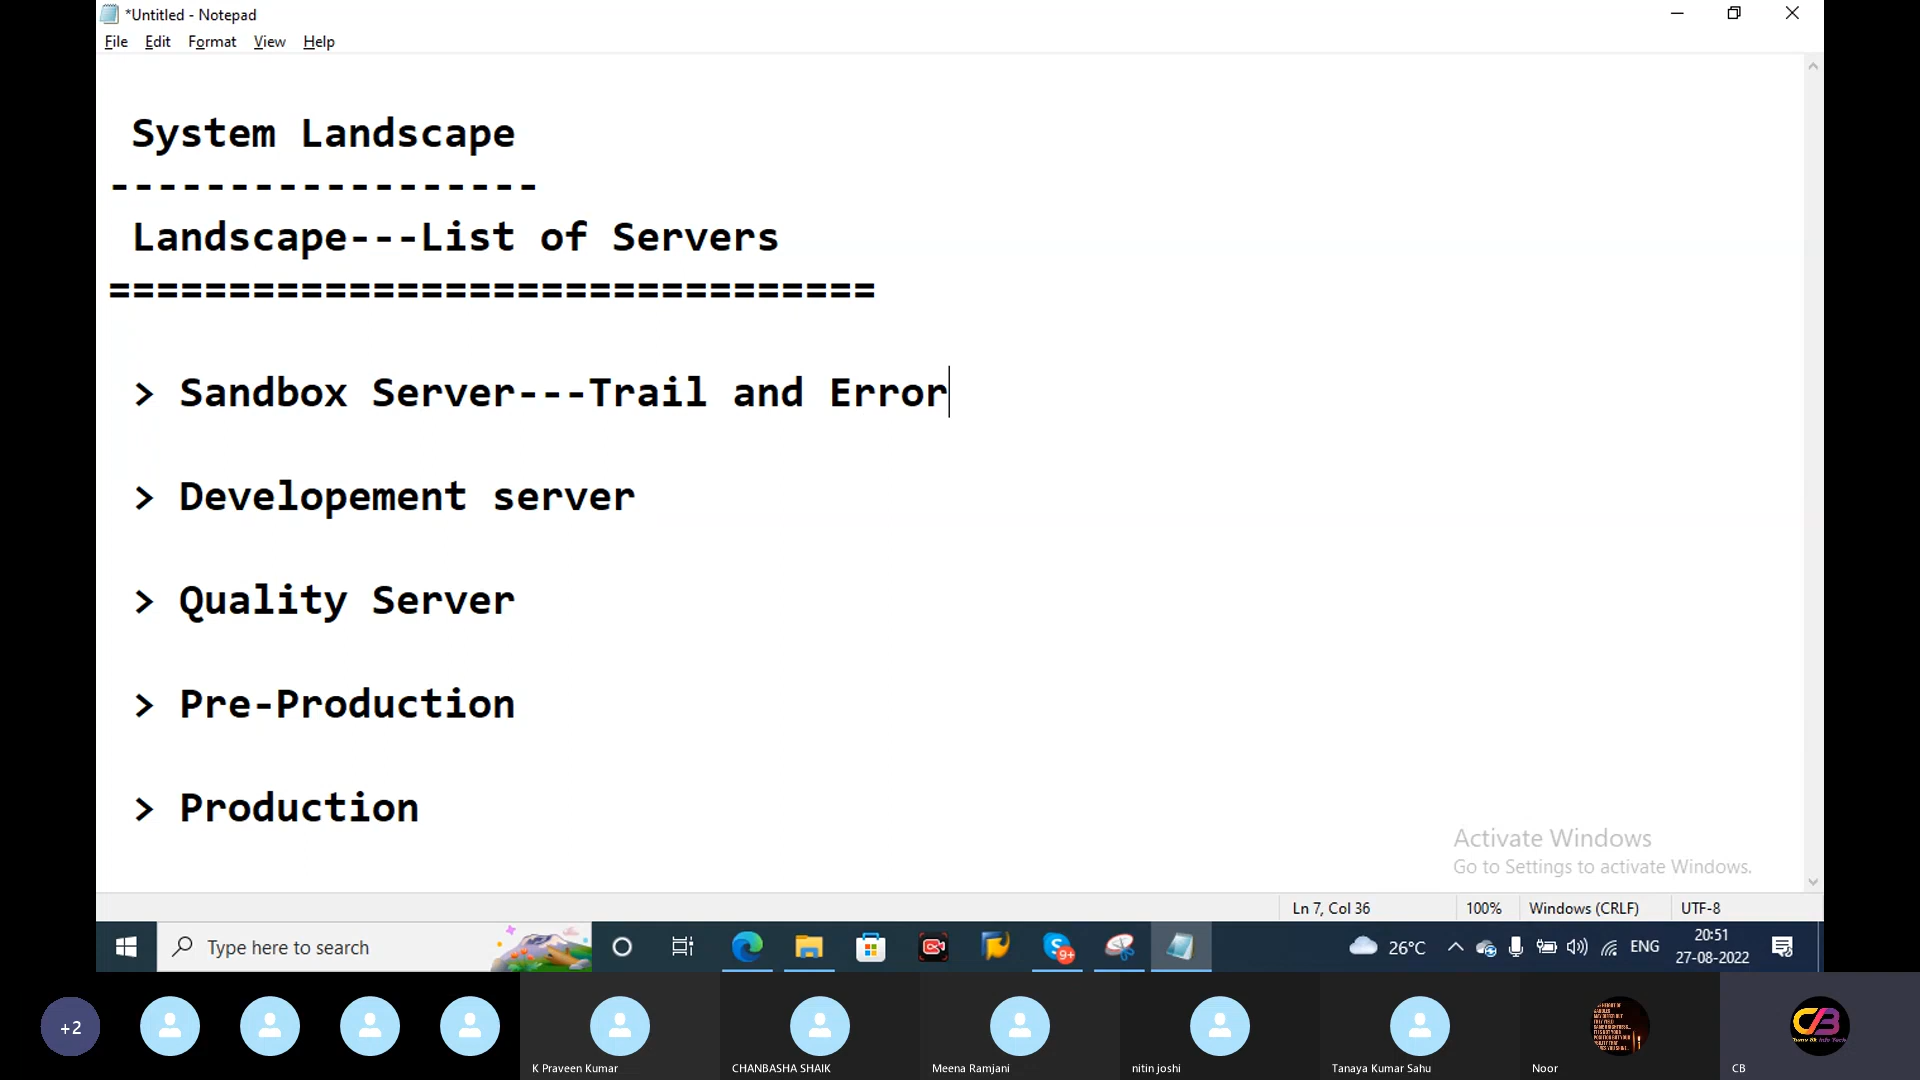 *Untitled - Notepad
File Edit Format View Help
System Landscape
------------------
Landscape---List of Servers
================================
> Sandbox Server---Trail and Error
> Developement server
> Quality Server
> Pre-Production
> Production
Activate Windows
Go to Settings to activate Windows.
Ln 7, Col 36 100% Windows (CRLF) UTF-8
Type here to search 9+ 26°C ENG 20:51
27-08-2022
+2
K Praveen Kumar CHANBASHA SHAIK Meena Ramjani nitin joshi Tanaya Kumar Sahu Noor CB